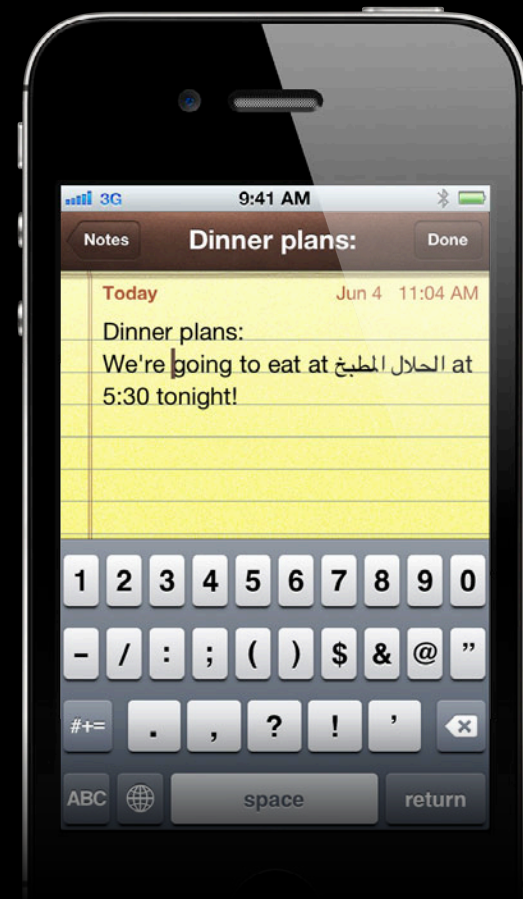 3G 9:41 AM
Notes Dinner plans: Done
Today Jun 4 11:04 AM
Dinner plans:
We're going to eat at الحلال المطبخ at
5:30 tonight!
1 2 3 4 5 6 7 8 9 0
- / : ; ( ) $ & @ ”
#+= . , ? ! ’
ABC space return